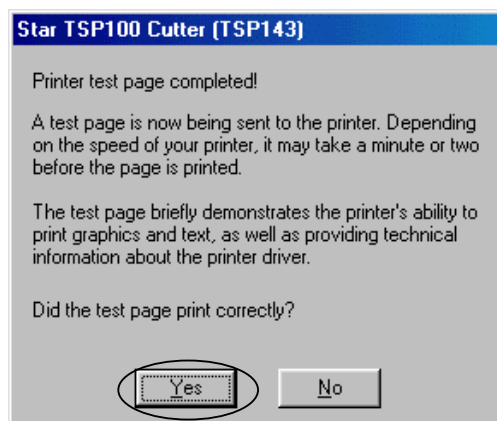 Star TSP100 Cutter (TSP143)
Printer test page completed!
A test page is now being sent to the printer. Depending
on the speed of your printer, it may take a minute or two
before the page is printed.
The test page briefly demonstrates the printer's ability to
print graphics and text, as well as providing technical
information about the printer driver.
Did the test page print correctly?
Yes No